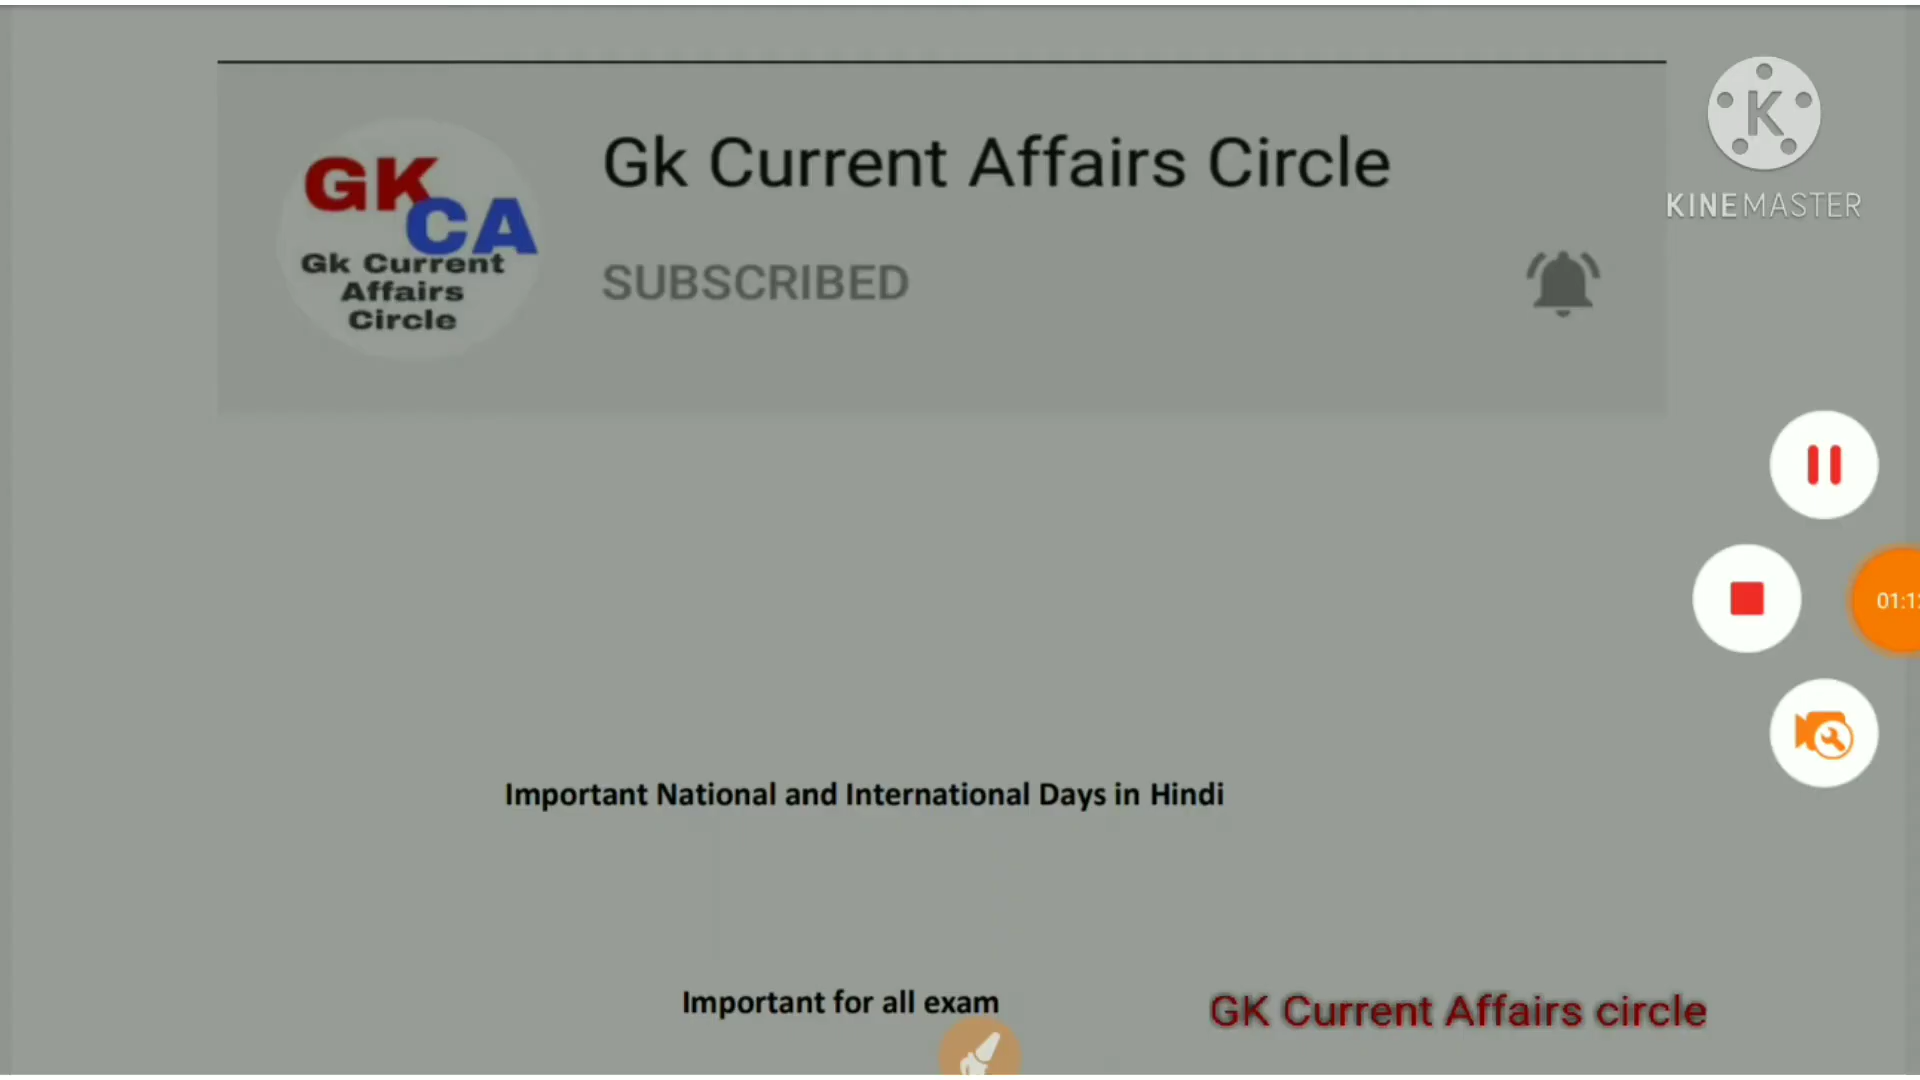 Gk Current Affairs Circle
SUBSCRIBED
GK
CA
Gk Current
Affairs
Circle
K
KINEMASTER
Important National and International Days in Hindi
Important for all exam
GK Current Affairs circle